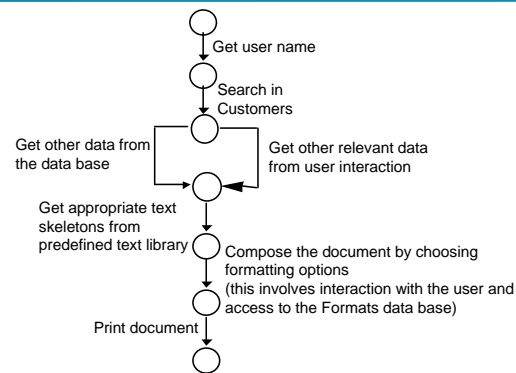 Get user name
Search in
Customers
Get other data from
the data base
Get other relevant data
from user interaction
Get appropriate text
skeletons from
predefined text library
Compose the document by choosing
formatting options
(this involves interaction with the user and
access to the Formats data base)
Print document